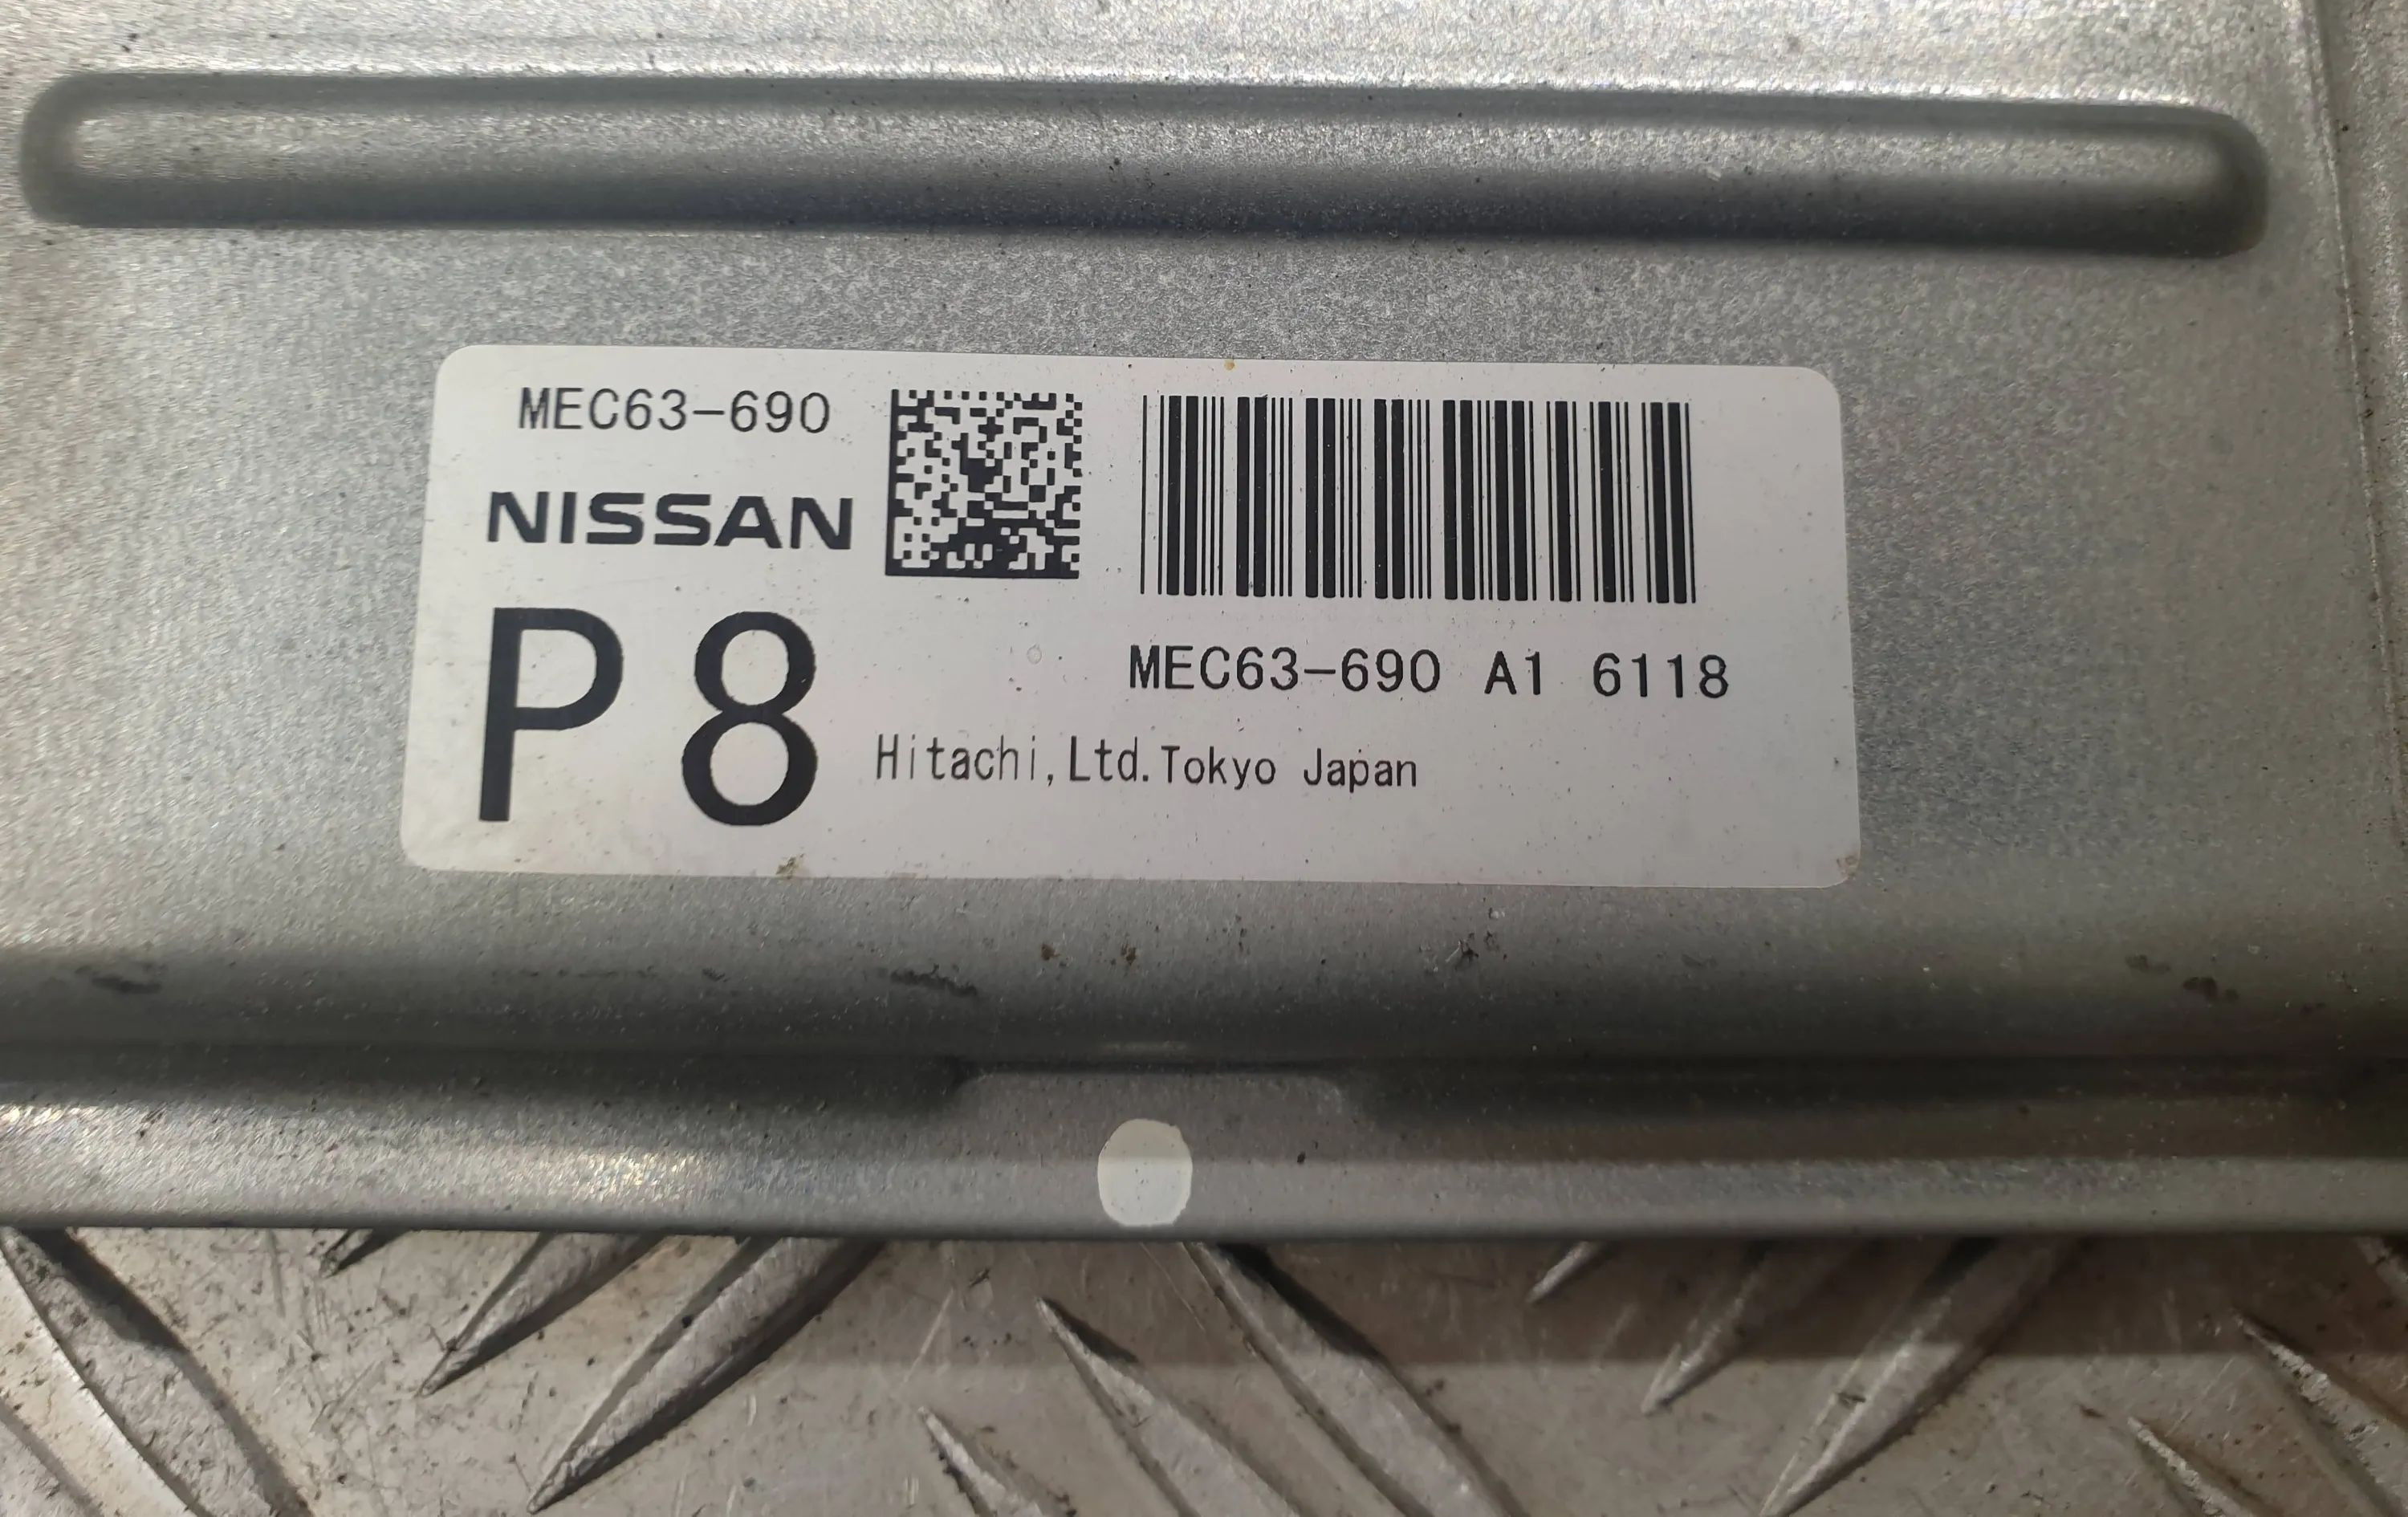 MEC63-690
NISSAN
P8
MEC63-690 A1 6118
Hitachi,Ltd.Tokyo Japan